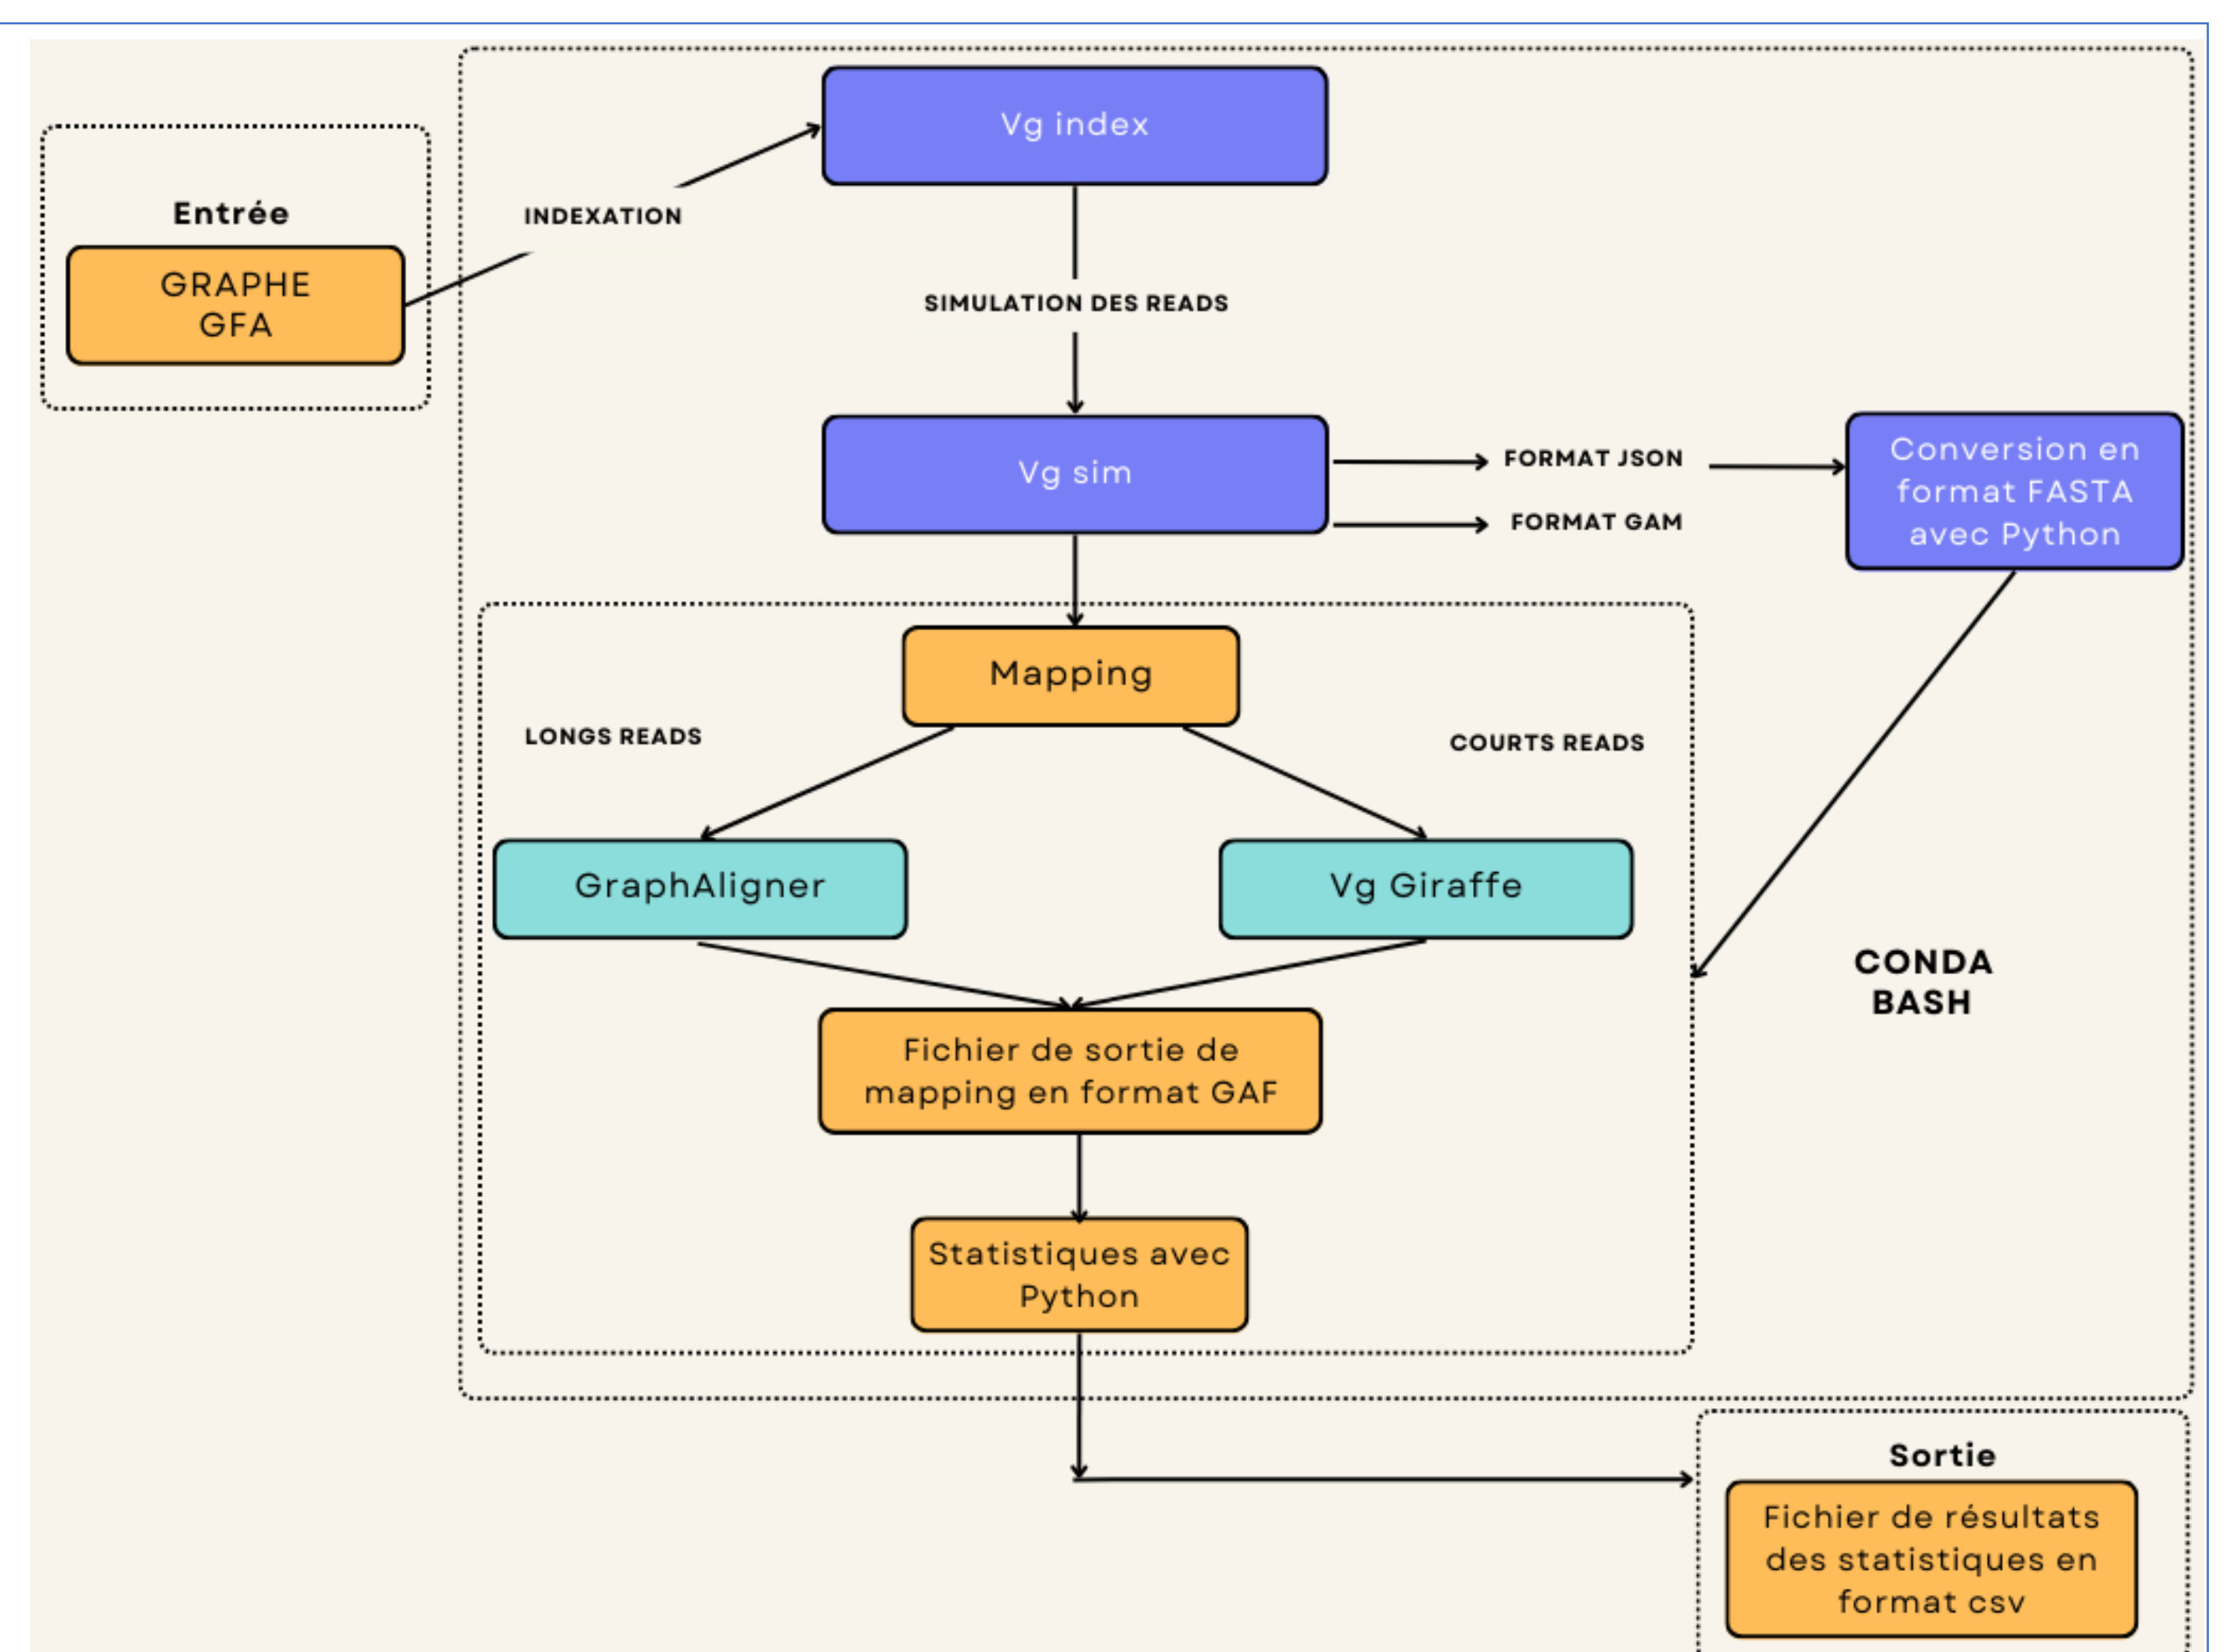 Vg index
Entrée
INDEXATION
GRAPHE
GFA
SIMULATION DES READS
Vg sim
FORMAT JSON
FORMAT GAM
Conversion en
format FASTA
avec Python
Mapping
LONGS READS
COURTS READS
GraphAligner
Vg Giraffe
CONDA
BASH
Fichier de sortie de
mapping en format GAF
Statistiques avec
Python
Sortie
Fichier de résultats
des statistiques en
format csv